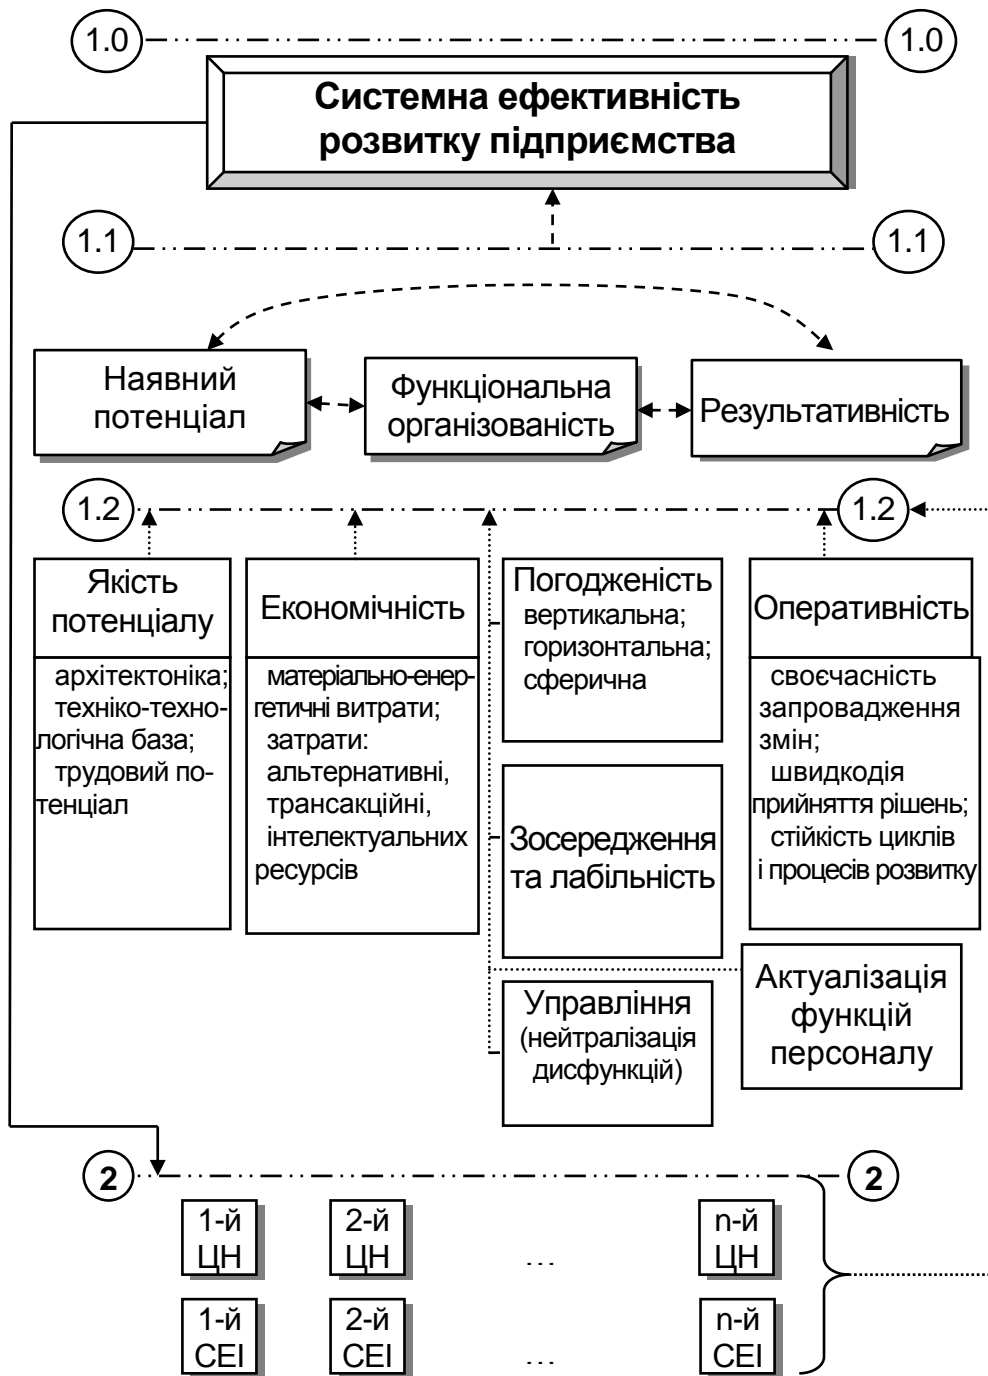 1.0
1.0
Системна ефективність
розвитку підприємства
1.1
1.1
Наявний
потенціал
Функціональна
організованість
Результативність
1.2
1.2
Якість
потенціалу
архітектоніка;
техніко-техно-
логічна база;
трудовий по-
тенціал
Економічність
матеріально-енер-
гетичні витрати;
затрати:
альтернативні,
трансакційні,
інтелектуальних
ресурсів
Погодженість
вертикальна;
горизонтальна;
сферична
Зосередження
та лабільність
Управління
(нейтралізація
дисфункцій)
Оперативність
своєчасність
запровадження
змін;
швидкодія
прийняття рішень;
стійкість циклів
і процесів розвитку
Актуалізація
функцій
персоналу
2
2
1-й
ЦН
2-й
ЦН
...
n-й
ЦН
1-й
СЕІ
2-й
СЕІ
...
n-й
СЕІ